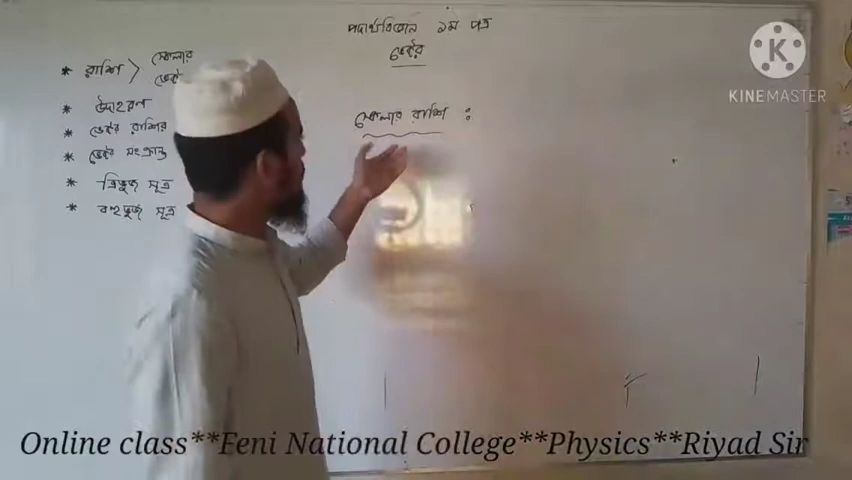 পদার্থবিজ্ঞান ১ম পত্র
ভেক্টর
* রাশি > স্কেলার
ভেক্ট
* উদাহরণ
* ভেক্টর রাশির
* ভেক্টর সংক্রান্ত
* ত্রিভুজ সূত্র
* বহুভুজ সূত্র
স্কেলার রাশি :
K
KINEMASTER
Online class**Feni National College**Physics**Riyad Sir